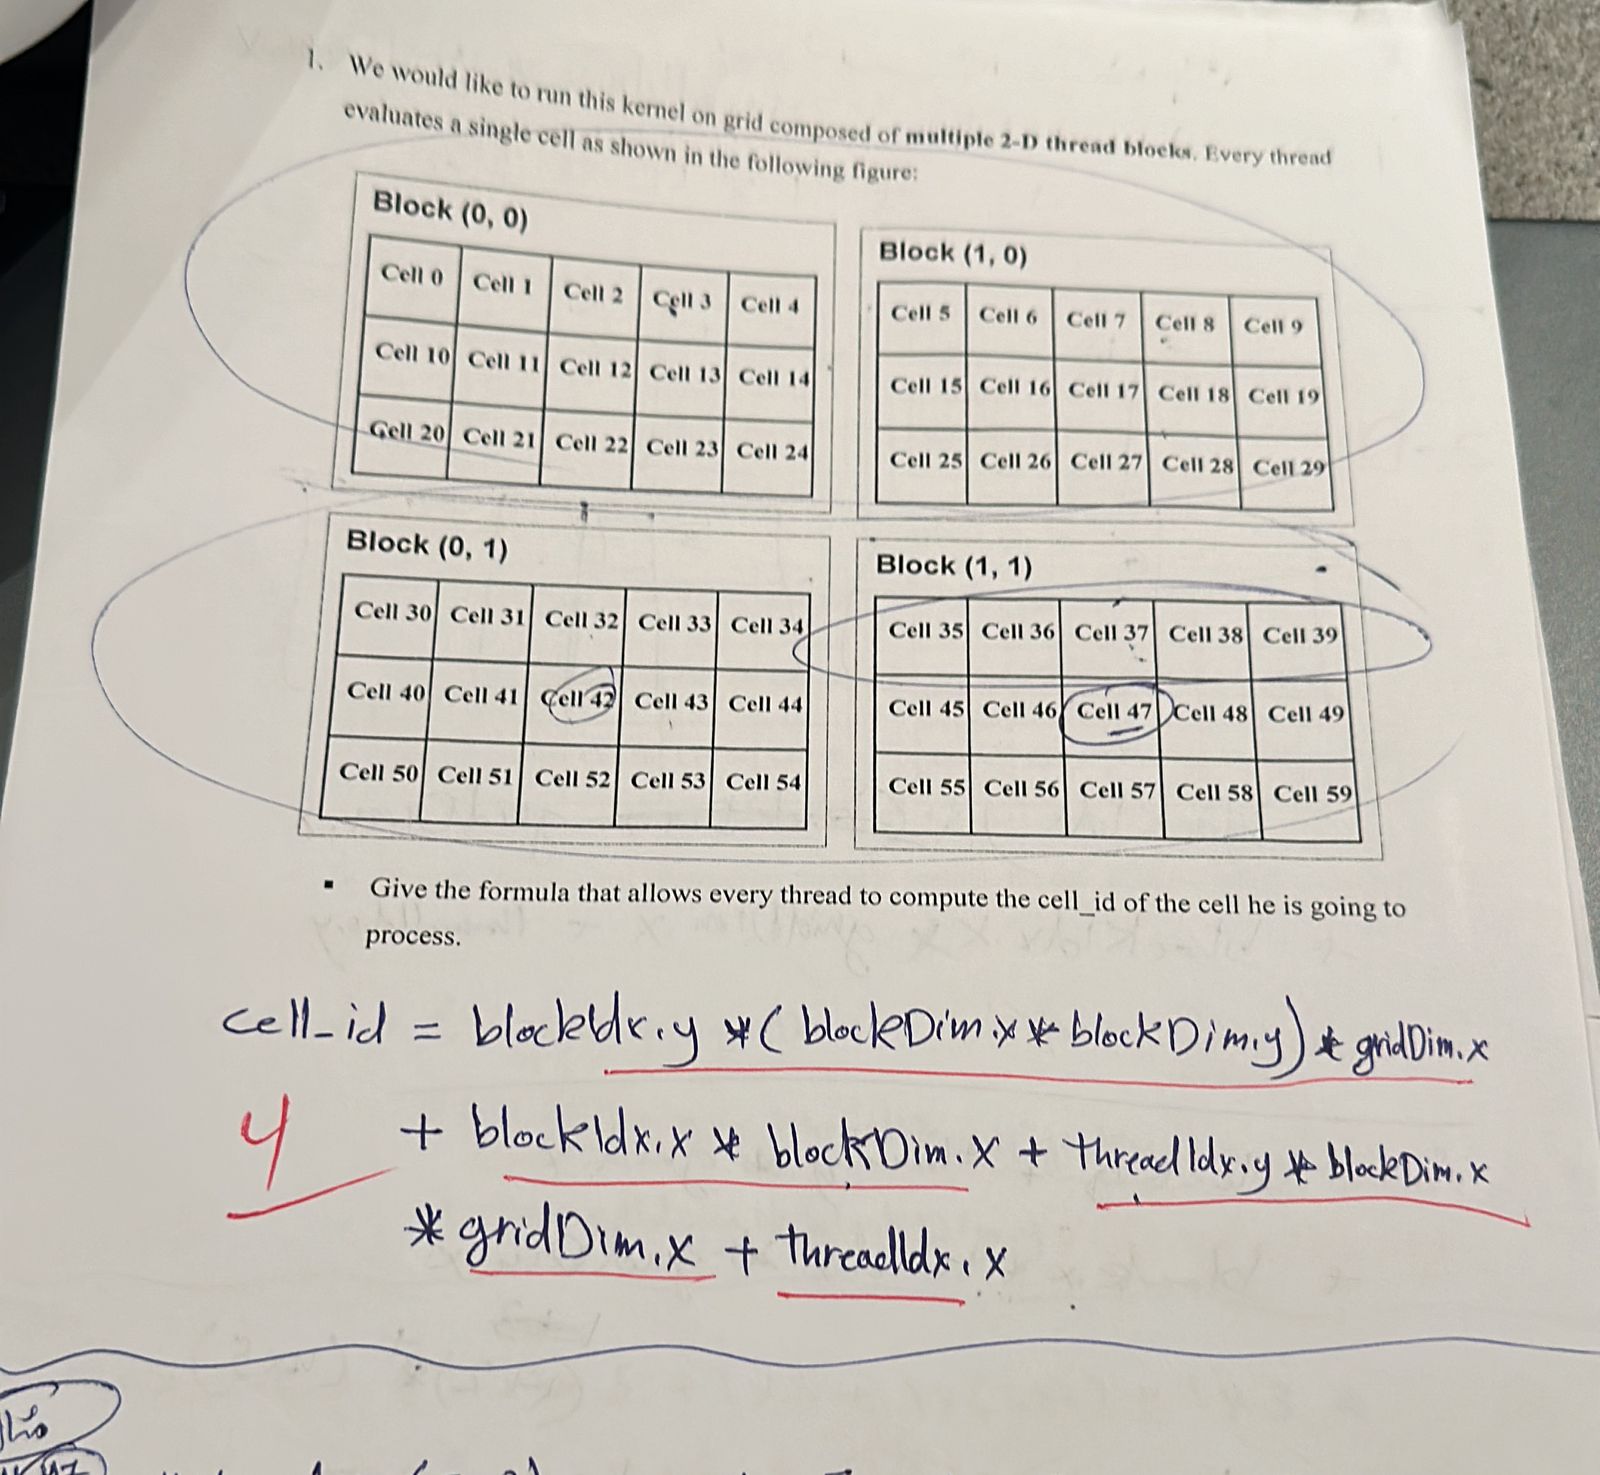 1. We would like to run this kernel on grid composed of multiple 2-D thread blocks. Every thread
evaluates a single cell as shown in the following figure:
Block (0, 0)
Cell 0 Cell 1 Cell 2 Cell 3 Cell 4
Cell 10 Cell 11 Cell 12 Cell 13 Cell 14
Cell 20 Cell 21 Cell 22 Cell 23 Cell 24
Block (1, 0)
Cell 5 Cell 6 Cell 7 Cell 8 Cell 9
Cell 15 Cell 16 Cell 17 Cell 18 Cell 19
Cell 25 Cell 26 Cell 27 Cell 28 Cell 29
Block (0, 1)
Cell 30 Cell 31 Cell 32 Cell 33 Cell 34
Cell 40 Cell 41 Cell 42 Cell 43 Cell 44
Cell 50 Cell 51 Cell 52 Cell 53 Cell 54
Block (1, 1)
Cell 35 Cell 36 Cell 37 Cell 38 Cell 39
Cell 45 Cell 46 Cell 47 Cell 48 Cell 49
Cell 55 Cell 56 Cell 57 Cell 58 Cell 59
▪ Give the formula that allows every thread to compute the cell_id of the cell he is going to
process.
cell_id = blockIdx.y * (blockDim.x * blockDim.y) * gridDim.x
4 + blockIdx.x * blockDim.x + threadIdx.y * blockDim.x
* gridDim.x + threadIdx.x